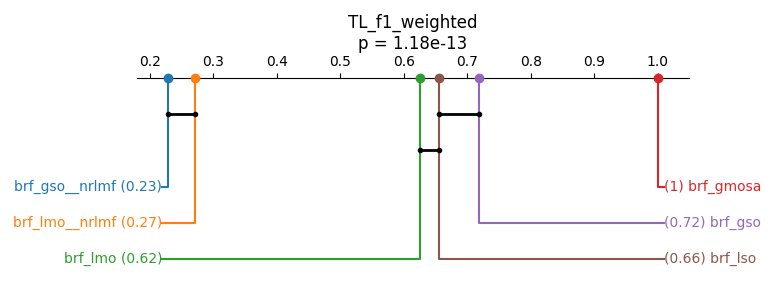 TL_f1_weighted
p = 1.18e-13
0.2 0.3 0.4 0.5 0.6 0.7 0.8 0.9 1.0
brf_gso__nrlmf (0.23) (1) brf_gmosa
brf_lmo__nrlmf (0.27) (0.72) brf_gso
brf_lmo (0.62) (0.66) brf_lso